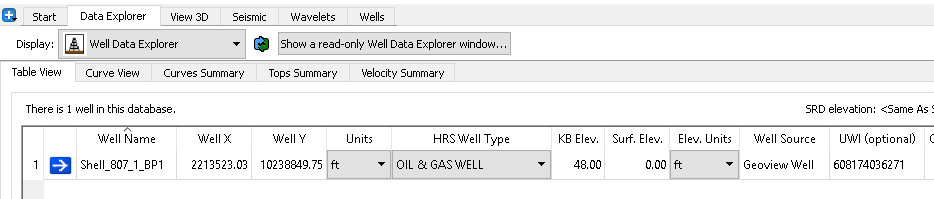 Start Data Explorer View 3D Seismic Wavelets Wells
Display: Well Data Explorer Show a read-only Well Data Explorer window...
Table View Curve View Curves Summary Tops Summary Velocity Summary
There is 1 well in this database. SRD elevation: <Same As
Well Name Well X Well Y Units HRS Well Type KB Elev. Surf. Elev. Elev. Units Well Source UWI (optional)
1 Shell_807_1_BP1 2213523.03 10238849.75 ft OIL & GAS WELL 48.00 0.00 ft Geoview Well 608174036271